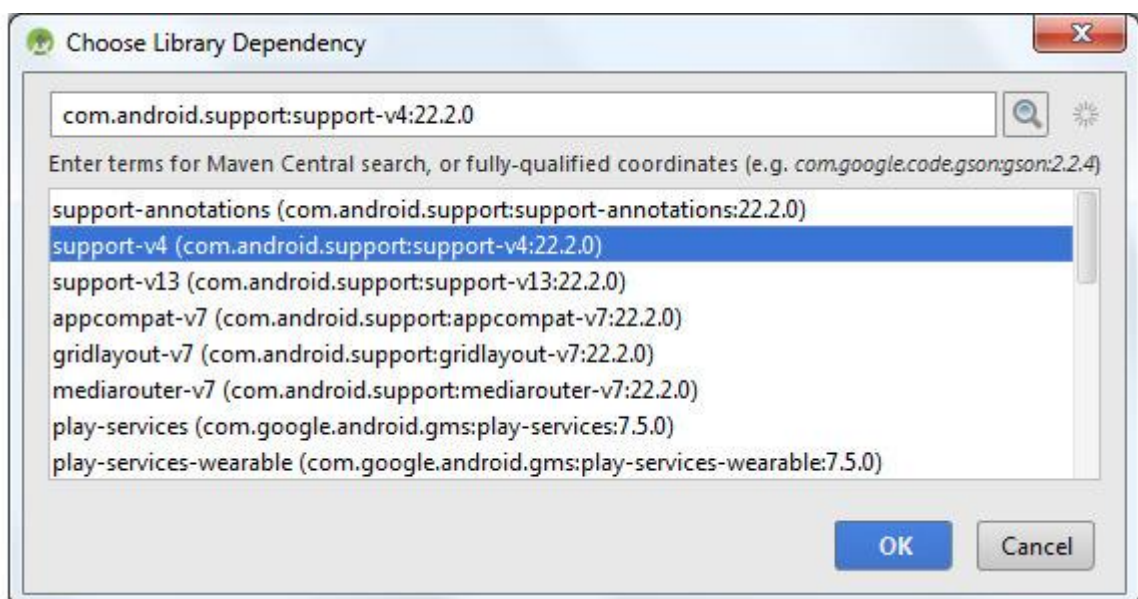 Choose Library Dependency
com.android.support:support-v4:22.2.0
Enter terms for Maven Central search, or fully-qualified coordinates (e.g. com.google.code.gson:gson:2.2.4)
support-annotations (com.android.support:support-annotations:22.2.0)
support-v4 (com.android.support:support-v4:22.2.0)
support-v13 (com.android.support:support-v13:22.2.0)
appcompat-v7 (com.android.support:appcompat-v7:22.2.0)
gridlayout-v7 (com.android.support:gridlayout-v7:22.2.0)
mediarouter-v7 (com.android.support:mediarouter-v7:22.2.0)
play-services (com.google.android.gms:play-services:7.5.0)
play-services-wearable (com.google.android.gms:play-services-wearable:7.5.0)
OK Cancel